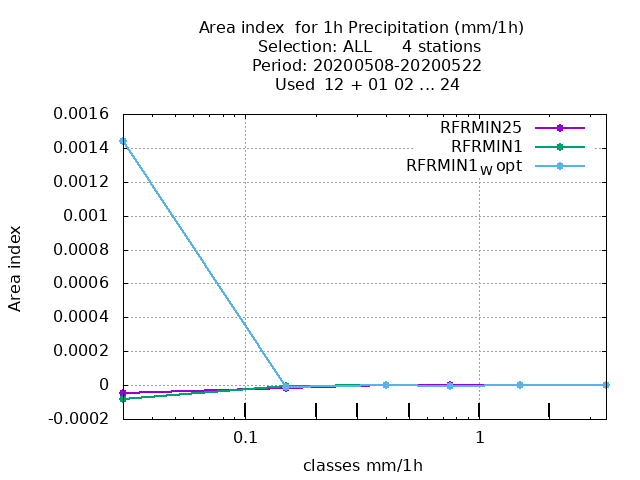 Area index  for 1h Precipitation (mm/1h)
Selection: ALL      4 stations
Period: 20200508-20200522
Used  12 + 01 02 ... 24
RFRMIN25
RFRMIN1
RFRMIN1w opt
0.0016
0.0014
0.0012
0.001
0.0008
0.0006
0.0004
0.0002
0
-0.0002
Area index
0.1
1
classes mm/1h